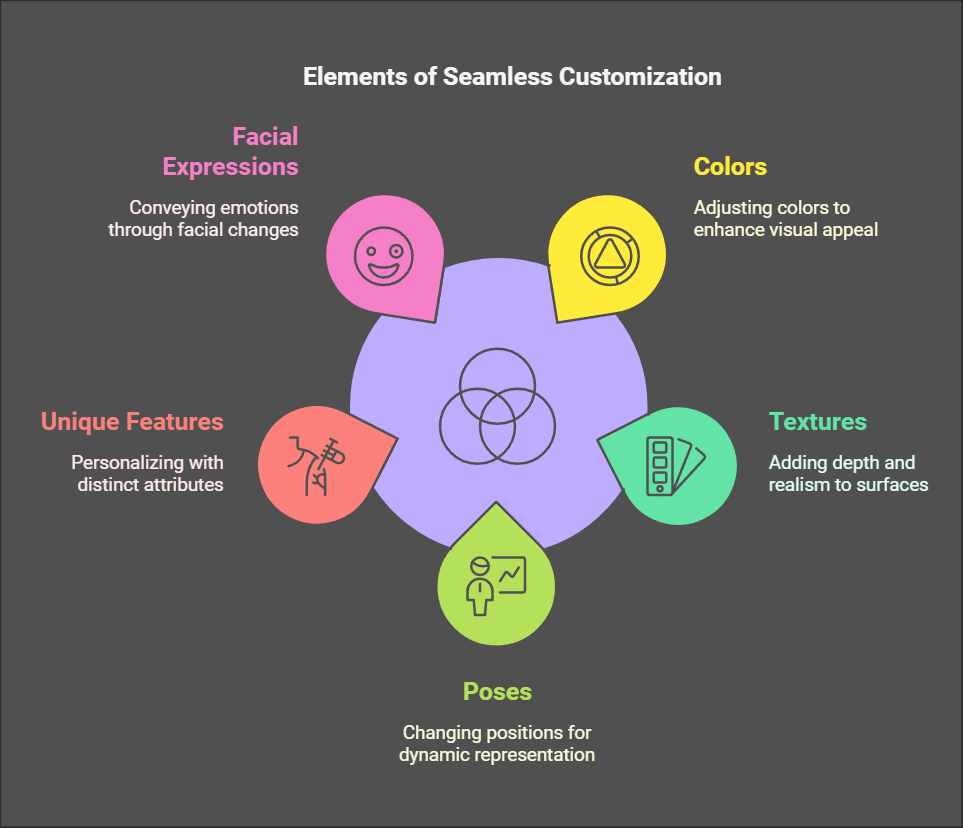 Elements of Seamless Customization
Facial
Expressions
Conveying emotions
through facial changes
Colors
Adjusting colors to
enhance visual appeal
Unique Features
Personalizing with
distinct attributes
Textures
Adding depth and
realism to surfaces
Poses
Changing positions for
dynamic representation